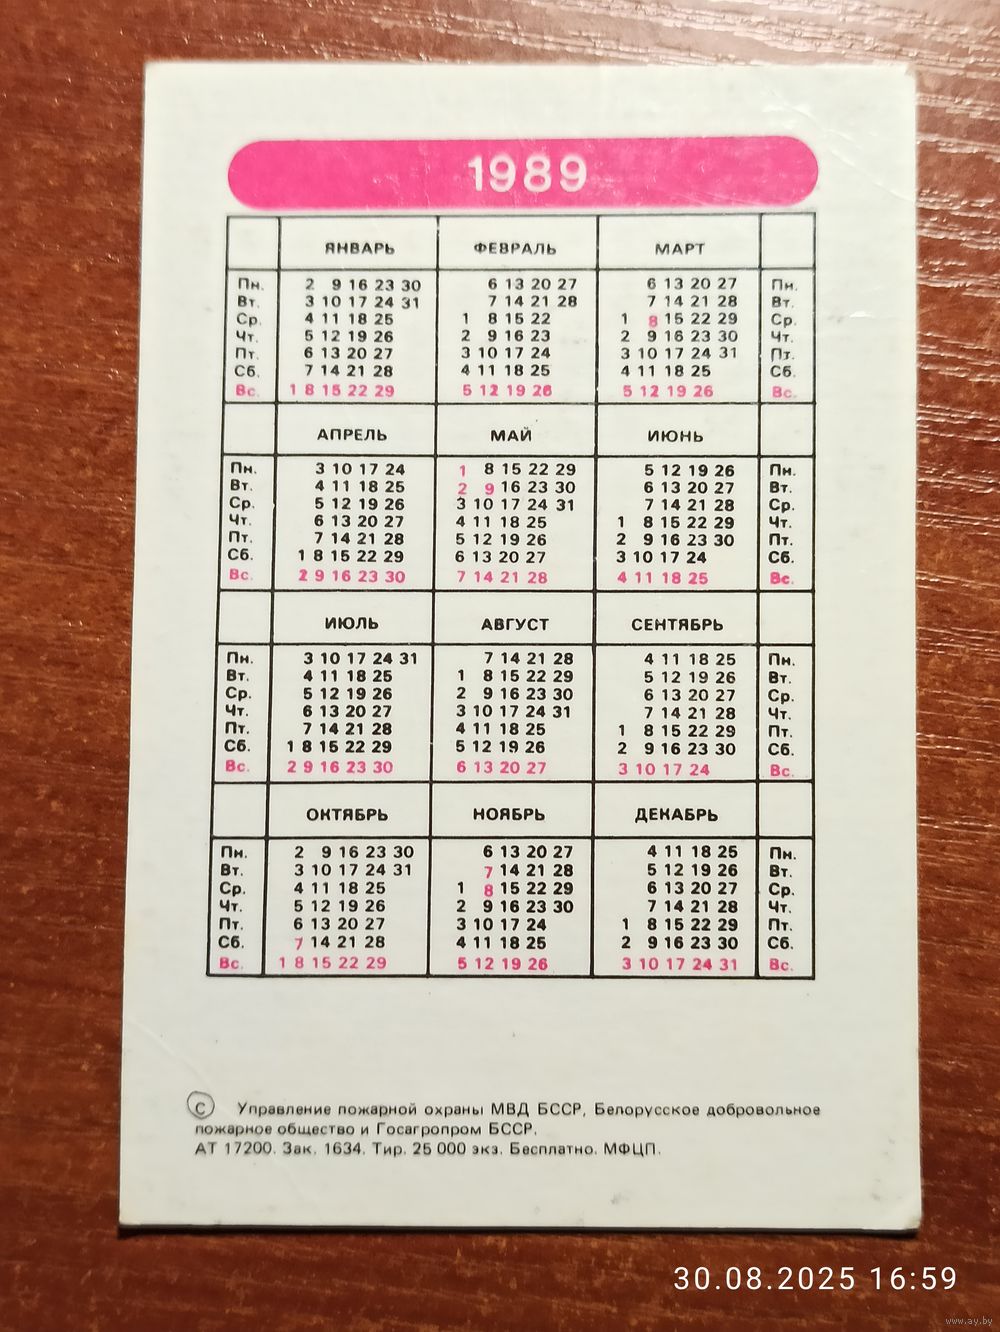 1989
ЯНВАРЬ ФЕВРАЛЬ МАРТ
Пн. 2 9 16 23 30 6 13 20 27 6 13 20 27 Пн.
Вт. 3 10 17 24 31 7 14 21 28 7 14 21 28 Вт.
Ср. 4 11 18 25 1 8 15 22 1 8 15 22 29 Ср.
Чт. 5 12 19 26 2 9 16 23 2 9 16 23 30 Чт.
Пт. 6 13 20 27 3 10 17 24 3 10 17 24 31 Пт.
Сб. 7 14 21 28 4 11 18 25 4 11 18 25 Сб.
Вс. 1 8 15 22 29 5 12 19 26 5 12 19 26 Вс.
АПРЕЛЬ МАЙ ИЮНЬ
Пн. 3 10 17 24 1 8 15 22 29 5 12 19 26 Пн.
Вт. 4 11 18 25 2 9 16 23 30 6 13 20 27 Вт.
Ср. 5 12 19 26 3 10 17 24 31 7 14 21 28 Ср.
Чт. 6 13 20 27 4 11 18 25 1 8 15 22 29 Чт.
Пт. 7 14 21 28 5 12 19 26 2 9 16 23 30 Пт.
Сб. 1 8 15 22 29 6 13 20 27 3 10 17 24 Сб.
Вс. 2 9 16 23 30 7 14 21 28 4 11 18 25 Вс.
ИЮЛЬ АВГУСТ СЕНТЯБРЬ
Пн. 3 10 17 24 31 7 14 21 28 4 11 18 25 Пн.
Вт. 4 11 18 25 1 8 15 22 29 5 12 19 26 Вт.
Ср. 5 12 19 26 2 9 16 23 30 6 13 20 27 Ср.
Чт. 6 13 20 27 3 10 17 24 31 7 14 21 28 Чт.
Пт. 7 14 21 28 4 11 18 25 1 8 15 22 29 Пт.
Сб. 1 8 15 22 29 5 12 19 26 2 9 16 23 30 Сб.
Вс. 2 9 16 23 30 6 13 20 27 3 10 17 24 Вс.
ОКТЯБРЬ НОЯБРЬ ДЕКАБРЬ
Пн. 2 9 16 23 30 6 13 20 27 4 11 18 25 Пн.
Вт. 3 10 17 24 31 7 14 21 28 5 12 19 26 Вт.
Ср. 4 11 18 25 1 8 15 22 29 6 13 20 27 Ср.
Чт. 5 12 19 26 2 9 16 23 30 7 14 21 28 Чт.
Пт. 6 13 20 27 3 10 17 24 1 8 15 22 29 Пт.
Сб. 7 14 21 28 4 11 18 25 2 9 16 23 30 Сб.
Вс. 1 8 15 22 29 5 12 19 26 3 10 17 24 31 Вс.
© Управление пожарной охраны МВД БССР, Белорусское добровольное
пожарное общество и Госагропром БССР.
АТ 17200. Зак. 1634. Тир. 25 000 экз. Бесплатно. МФЦП.
30.08.2025 16:59
www.ay.by